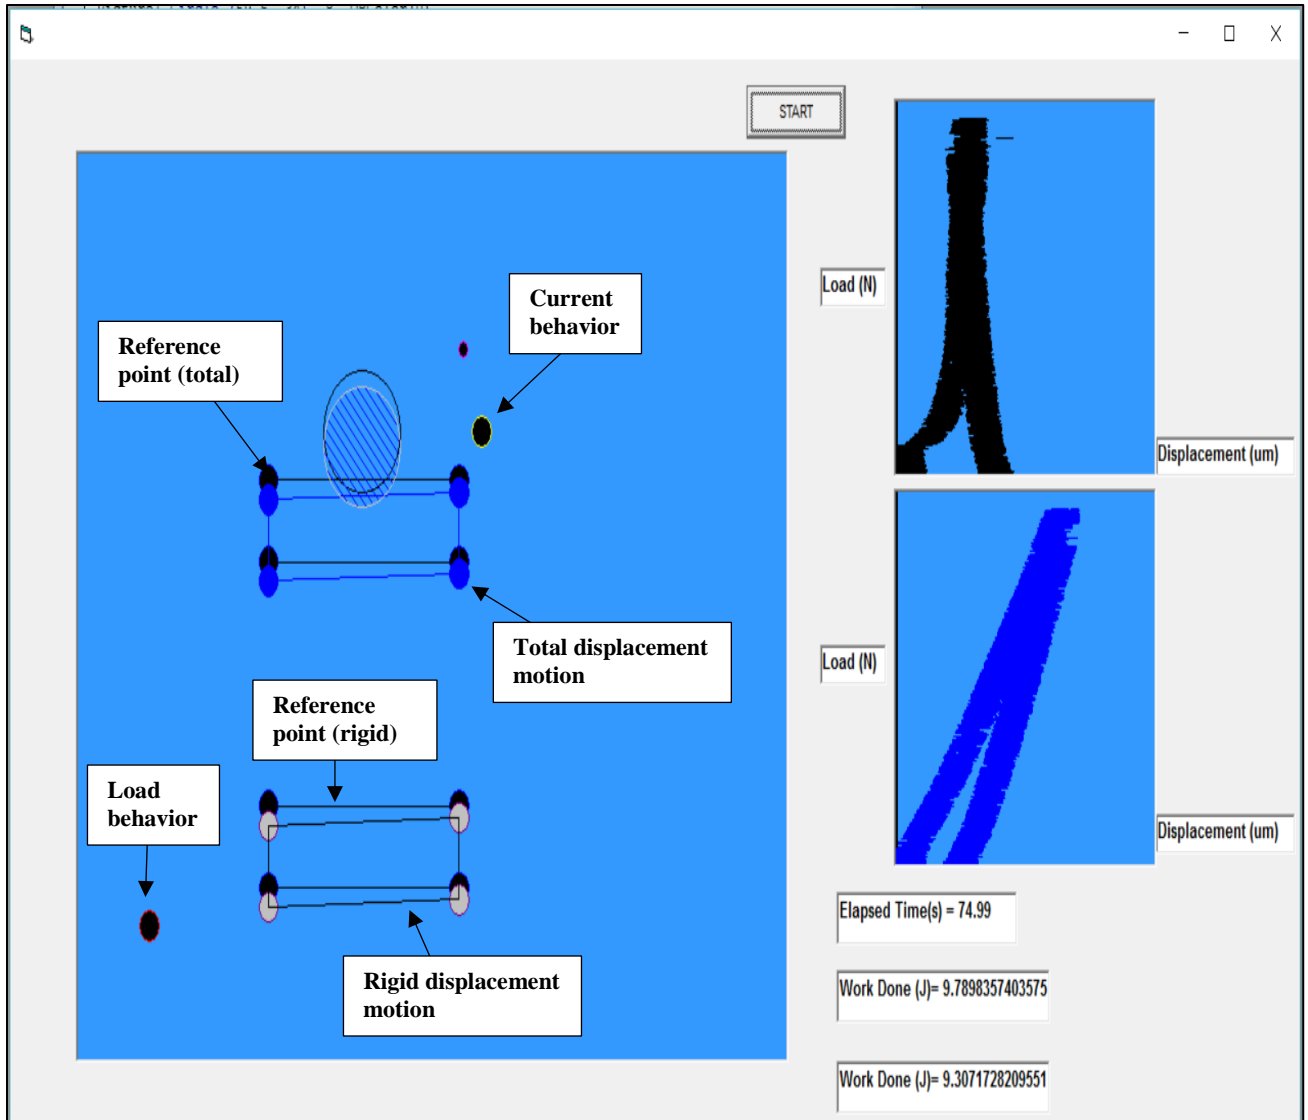 START
Load (N)
Displacement (um)
Current
behavior
Reference
point (total)
Total displacement
motion
Reference
point (rigid)
Load (N)
Load
behavior
Displacement (um)
Rigid displacement
motion
Elapsed Time(s) = 74.99
Work Done (J)= 9.7898357403575
Work Done (J)= 9.3071728209551